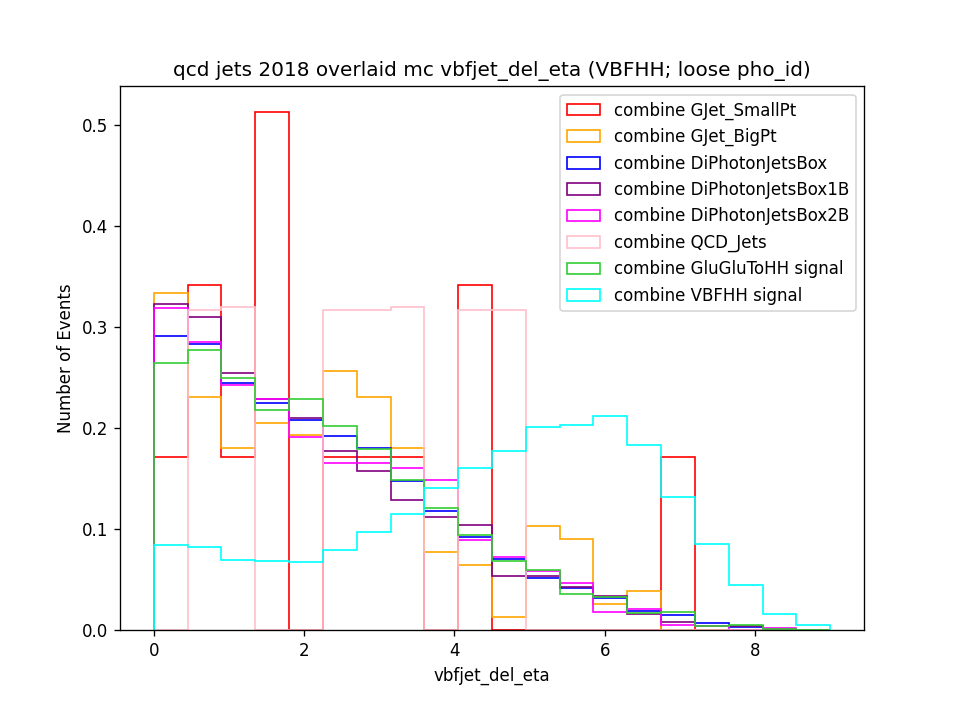 qcd jets 2018 overlaid mc vbfjet_del_eta (VBFHH; loose pho_id)
combine GJet_SmallPt
combine GJet_BigPt
combine DiPhotonJetsBox
combine DiPhotonJetsBox1B
combine DiPhotonJetsBox2B
combine QCD_Jets
combine GluGluToHH signal
combine VBFHH signal
Number of Events
0.5
0.4
0.3
0.2
0.1
0.0
0 2 4 6 8
vbfjet_del_eta